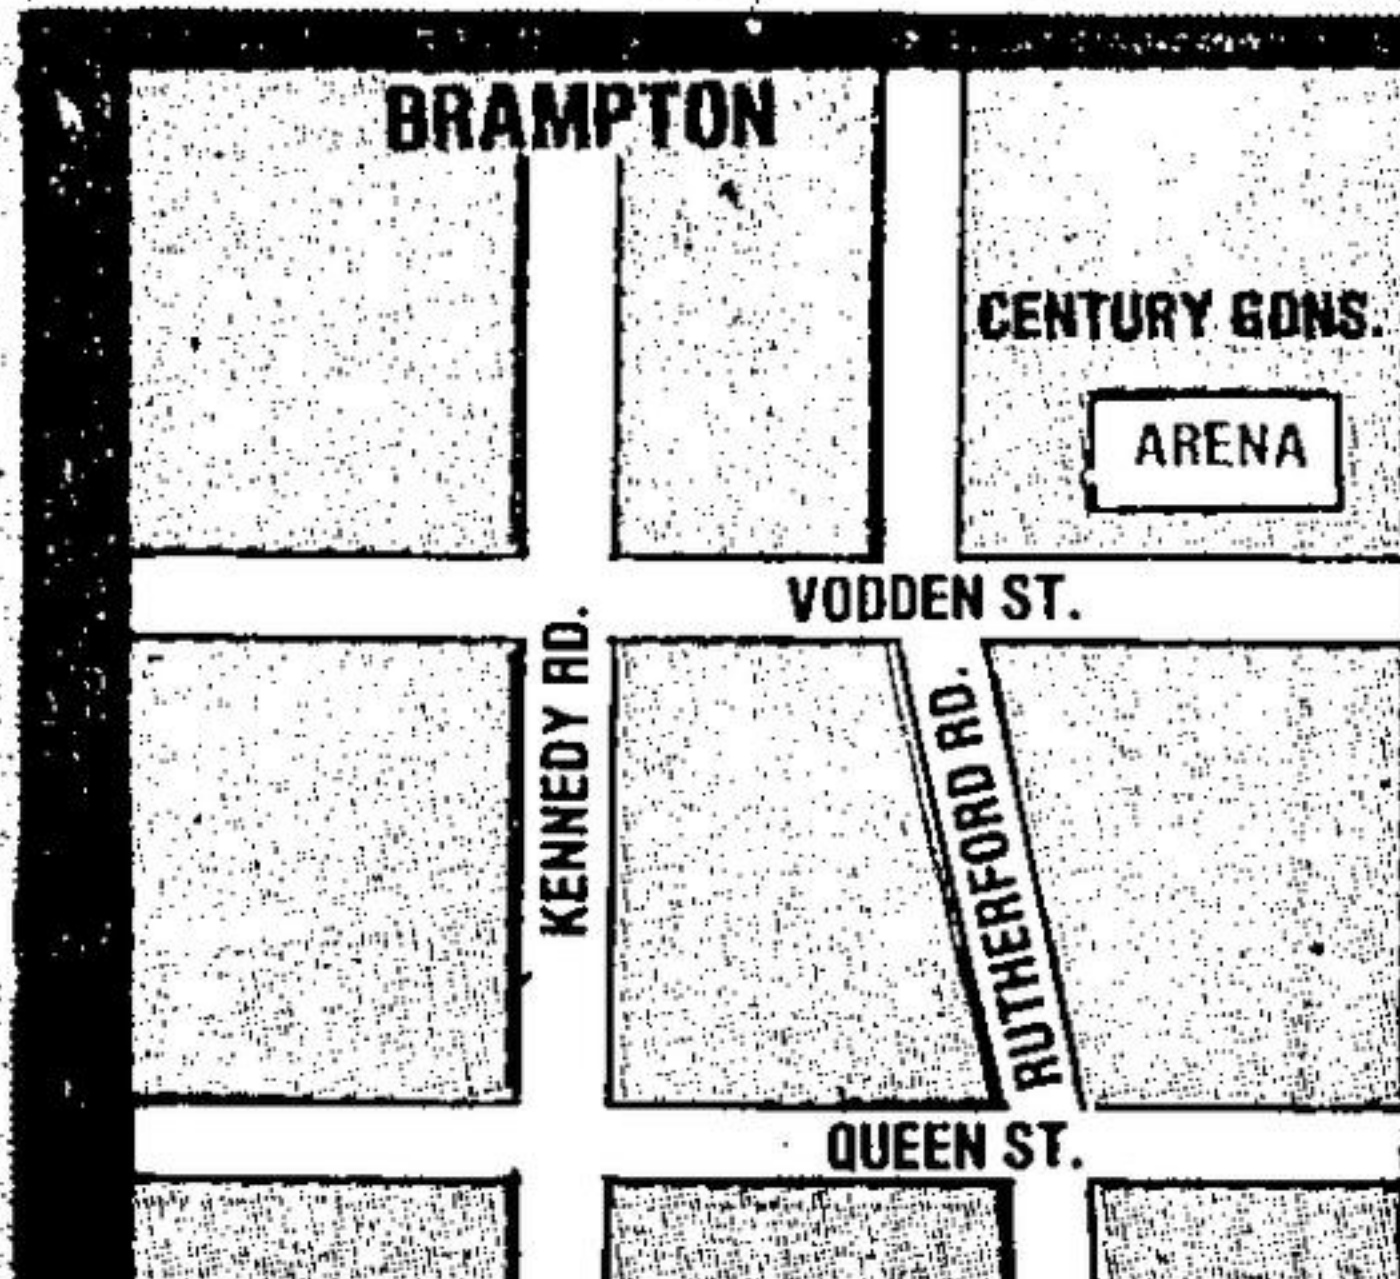 BRAMPTON
CENTURY GDNS.
ARENA
VODDEN ST.
KENNEDY RD.
RUTHERFORD RD.
QUEEN ST.